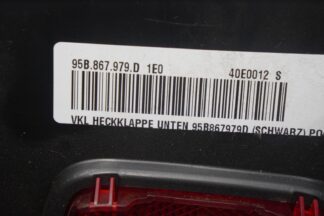 95B.867.979.D 1E0 40E0012 S
VKL HECKKLAPPE UNTEN 95B867979D (SCHWARZ) PO